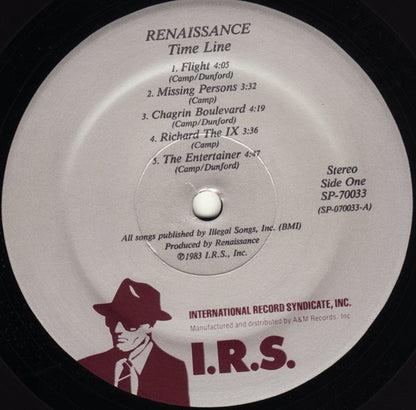 RENAISSANCE
Time Line
1. Flight 4:05
(Camp/Dunford)
2. Missing Persons 3:32
(Camp)
3. Chagrin Boulevard 4:19
(Camp/Dunford)
4. Richard The IX 3:36
(Camp)
5. The Entertainer 4:47
(Camp/Dunford)
Stereo
Side One
SP-70033
(SP-070033-A)
All songs published by Illegal Songs, Inc. (BMI)
Produced by Renaissance
℗1983 I.R.S., Inc.
INTERNATIONAL RECORD SYNDICATE, INC.
Manufactured and distributed by A&M Records, Inc
I.R.S.